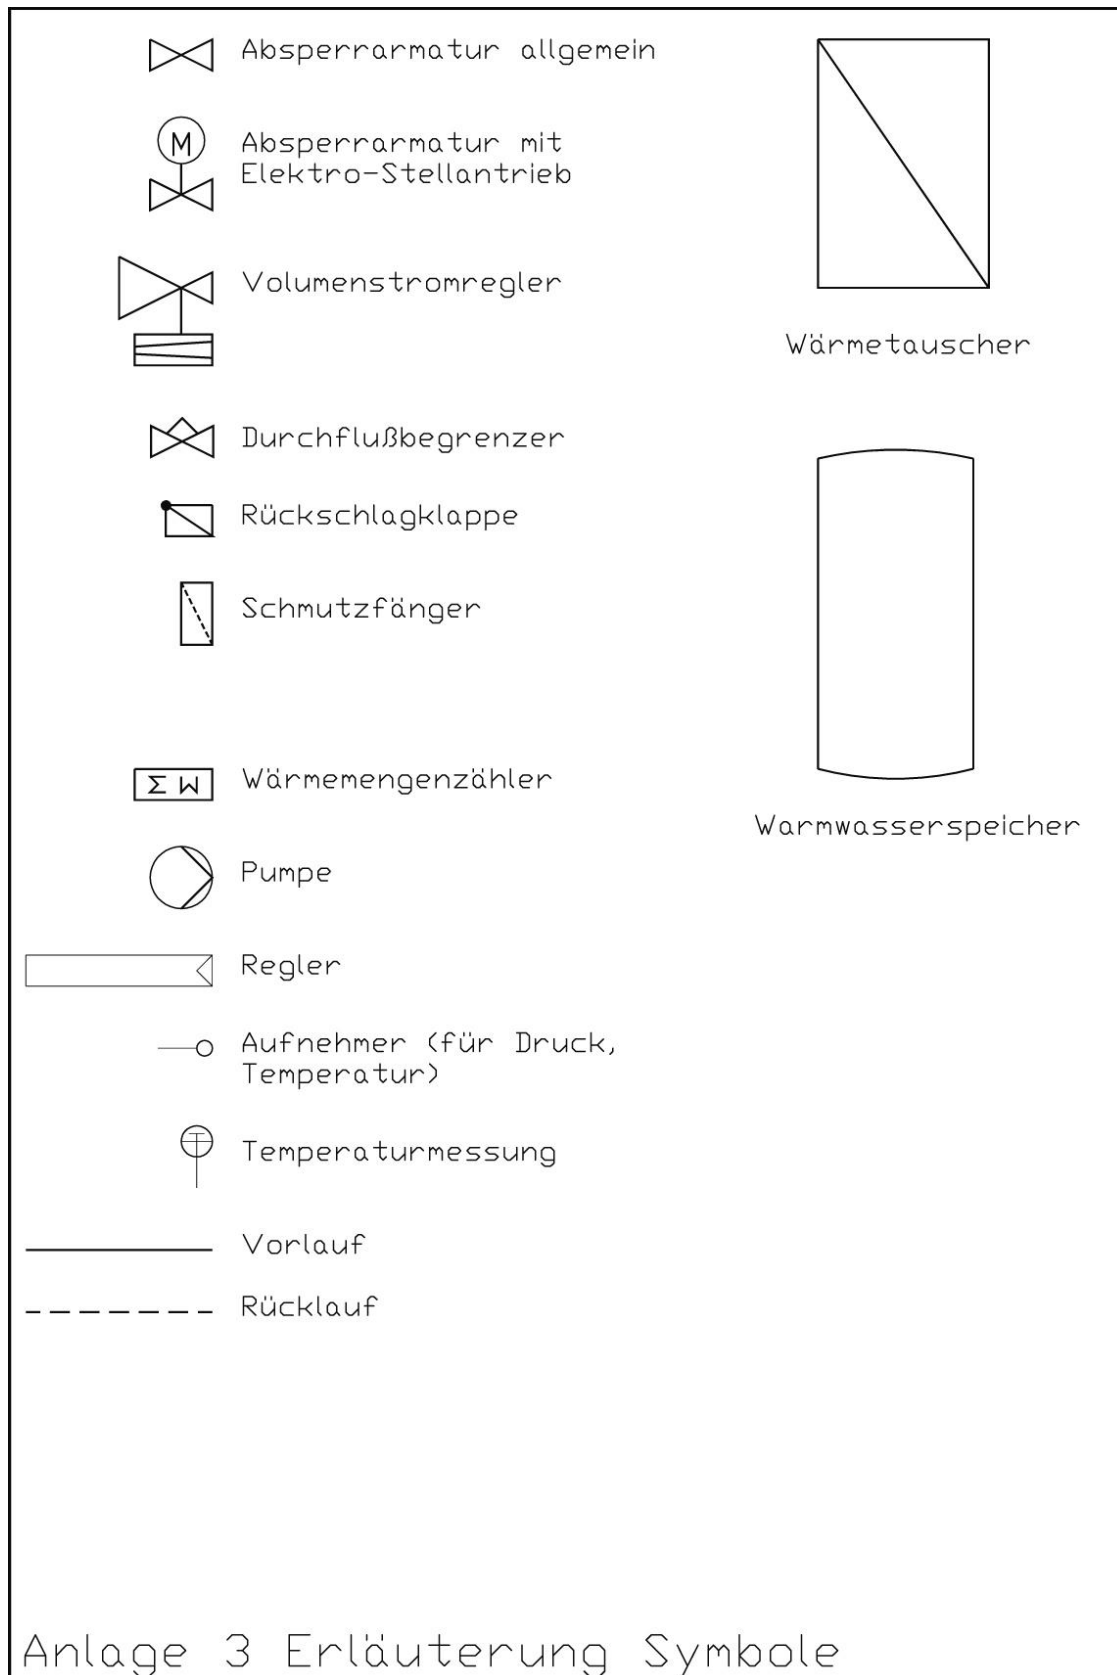 Absperrarmatur allgemein
M
Absperrarmatur mit
Elektro-Stellantrieb
Volumenstromregler
Durchflußbegrenzer
Rückschlagklappe
Schmutzfänger
Σ W
Wärmemengenzähler
Pumpe
Regler
Aufnehmer (für Druck,
Temperatur)
T
Temperaturmessung
Vorlauf
Rücklauf
Wärmetauscher
Warmwasserspeicher
Anlage 3 Erläuterung Symbole